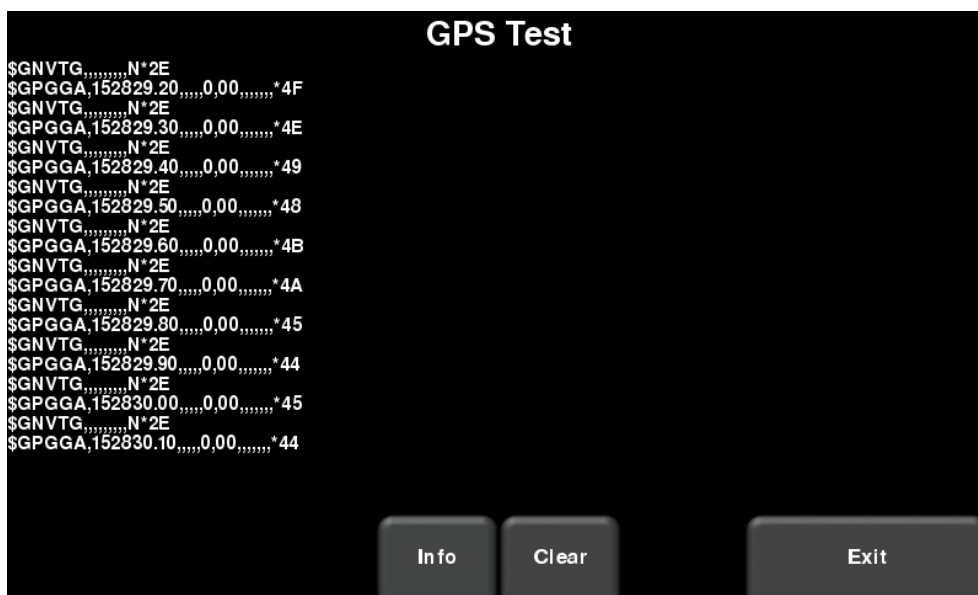 GPS Test
$GNVTG,,,,,,,,,N*2E
$GPGGA,152829.20,,,,,0,00,,,,,,,*4F
$GNVTG,,,,,,,,,N*2E
$GPGGA,152829.30,,,,,0,00,,,,,,,*4E
$GNVTG,,,,,,,,,N*2E
$GPGGA,152829.40,,,,,0,00,,,,,,,*49
$GNVTG,,,,,,,,,N*2E
$GPGGA,152829.50,,,,,0,00,,,,,,,*48
$GNVTG,,,,,,,,,N*2E
$GPGGA,152829.60,,,,,0,00,,,,,,,*4B
$GNVTG,,,,,,,,,N*2E
$GPGGA,152829.70,,,,,0,00,,,,,,,*4A
$GNVTG,,,,,,,,,N*2E
$GPGGA,152829.80,,,,,0,00,,,,,,,*45
$GNVTG,,,,,,,,,N*2E
$GPGGA,152829.90,,,,,0,00,,,,,,,*44
$GNVTG,,,,,,,,,N*2E
$GPGGA,152830.00,,,,,0,00,,,,,,,*45
$GNVTG,,,,,,,,,N*2E
$GPGGA,152830.10,,,,,0,00,,,,,,,*44
Info
Clear
Exit